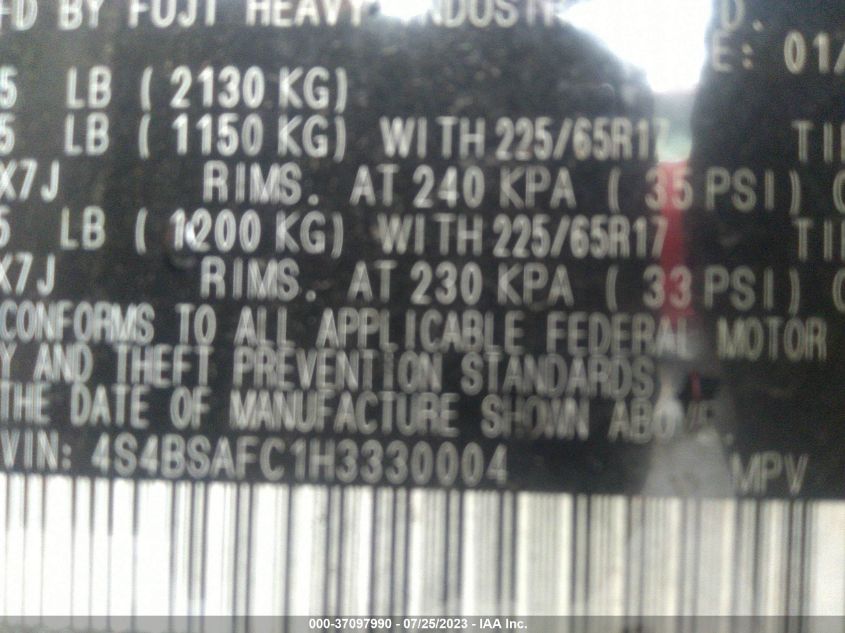 FD BY FUJI HEAVY INDUSTR D.
E: 01/
5 LB ( 2130 KG)
5 LB ( 1150 KG) WITH 225/65R17 TI
X7J RIMS. AT 240 KPA ( 35 PSI) C
5 LB ( 1200 KG) WITH 225/65R17 TI
X7J RIMS. AT 230 KPA ( 33 PSI) C
CONFORMS TO ALL APPLICABLE FEDERAL MOTOR
Y AND THEFT PREVENTION STANDARDS
THE DATE OF MANUFACTURE SHOWN ABOVE.
VIN: 4S4BSAFC1H3330004 MPV
000-37097990 - 07/25/2023 - IAA Inc.